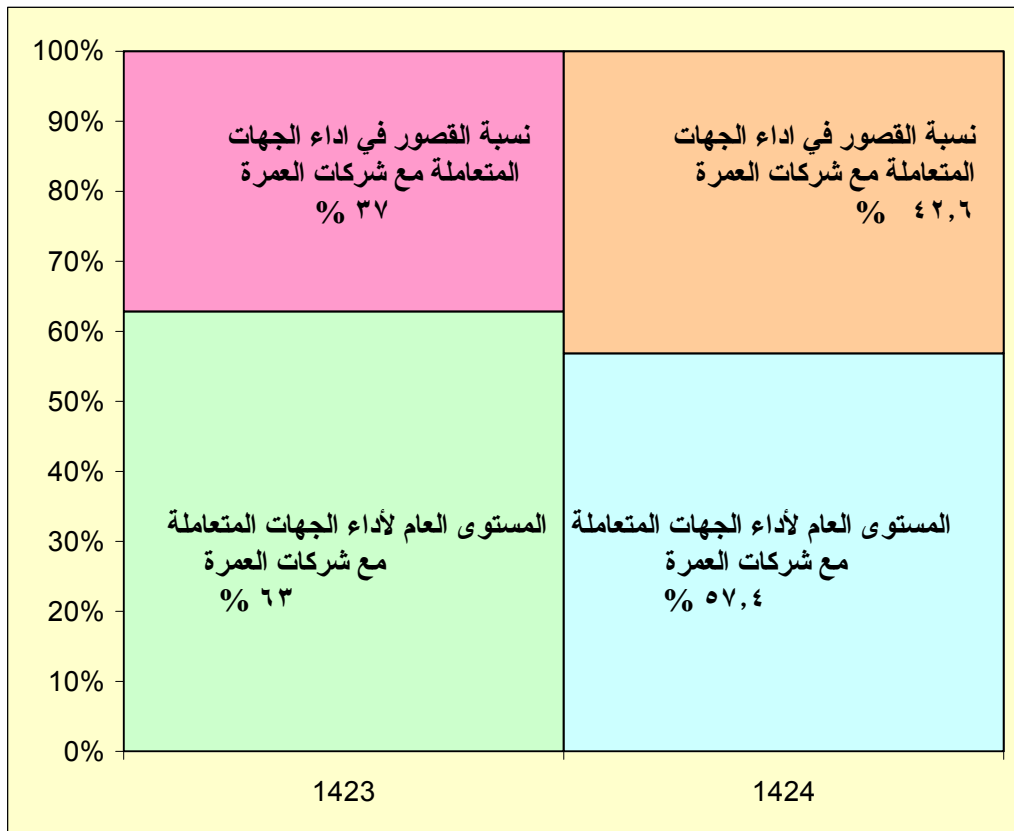 100%
90%
80%
70%
60%
50%
40%
30%
20%
10%
0%
نسبة القصور في اداء الجهات
المتعاملة مع شركات العمرة
٣٧ %
نسبة القصور في اداء الجهات
المتعاملة مع شركات العمرة
٤٢,٦ %
المستوى العام لأداء الجهات المتعاملة
مع شركات العمرة
٦٣ %
المستوى العام لأداء الجهات المتعاملة
مع شركات العمرة
٥٧,٤ %
1423
1424